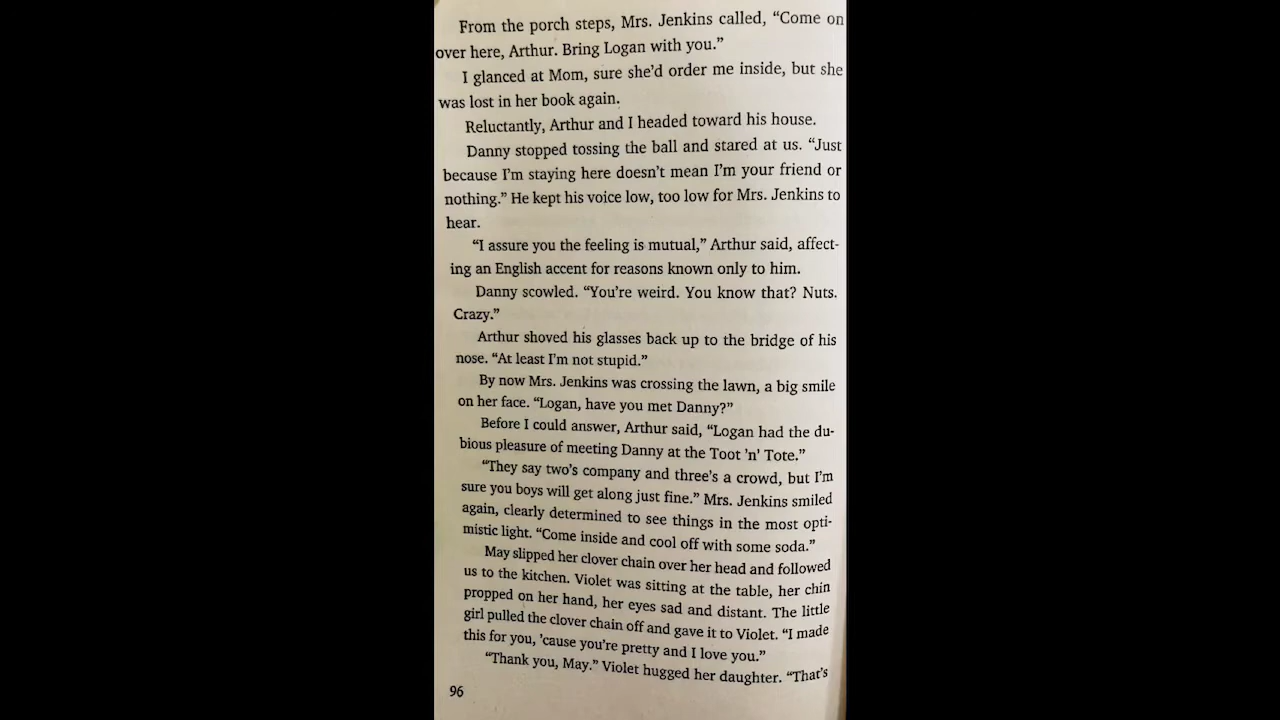 From the porch steps, Mrs. Jenkins called, “Come on
over here, Arthur. Bring Logan with you.”
I glanced at Mom, sure she’d order me inside, but she
was lost in her book again.
Reluctantly, Arthur and I headed toward his house.
Danny stopped tossing the ball and stared at us. “Just
because I’m staying here doesn’t mean I’m your friend or
nothing.” He kept his voice low, too low for Mrs. Jenkins to
hear.
“I assure you the feeling is mutual,” Arthur said, affect-
ing an English accent for reasons known only to him.
Danny scowled. “You’re weird. You know that? Nuts.
Crazy.”
Arthur shoved his glasses back up to the bridge of his
nose. “At least I’m not stupid.”
By now Mrs. Jenkins was crossing the lawn, a big smile
on her face. “Logan, have you met Danny?”
Before I could answer, Arthur said, “Logan had the du-
bious pleasure of meeting Danny at the Toot ’n’ Tote.”
“They say two’s company and three’s a crowd, but I’m
sure you boys will get along just fine.” Mrs. Jenkins smiled
again, clearly determined to see things in the most opti-
mistic light. “Come inside and cool off with some soda.”
May slipped her clover chain over her head and followed
us to the kitchen. Violet was sitting at the table, her chin
propped on her hand, her eyes sad and distant. The little
girl pulled the clover chain off and gave it to Violet. “I made
this for you, ’cause you’re pretty and I love you.”
“Thank you, May.” Violet hugged her daughter. “That’s
96